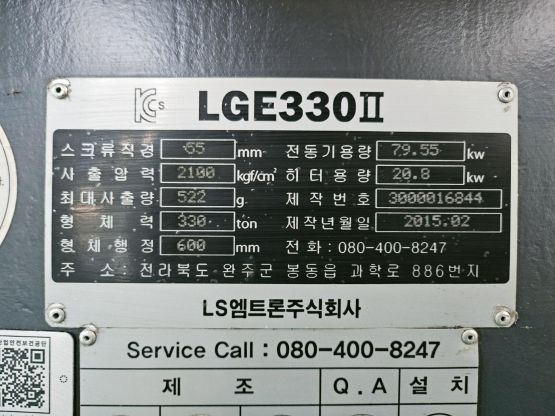 KCs LGE330Ⅱ
스크류직경 65 mm 전동기용량 79.55 kw
사출압력 2100 kgf/cm² 히터용량 20.8 kw
최대사출량 522 g. 제작번호 3000016844
형체력 330 ton 제작년월일 2015.02
형체행정 600 mm 전화 : 080-400-8247
주 소 : 전라북도 완주군 봉동읍 과학로 886번지
LS엠트론주식회사
Service Call : 080-400-8247
제 조 Q.A 설 치